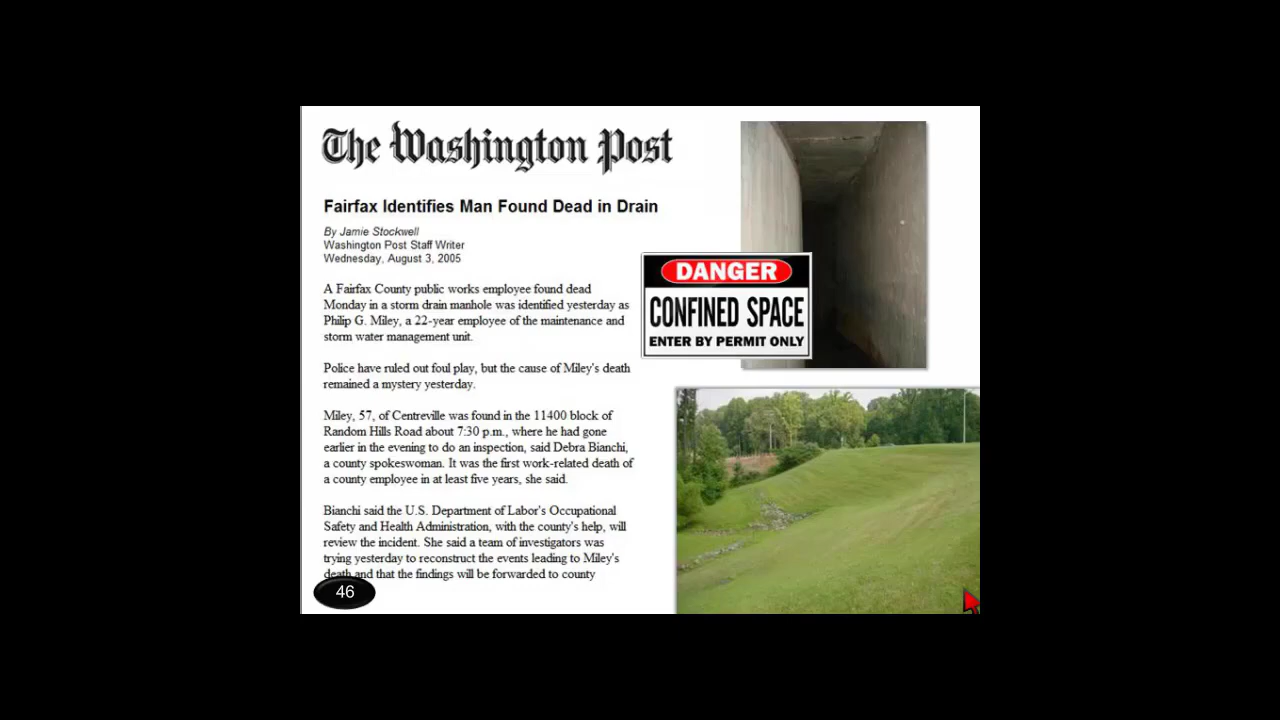 The Washington Post
Fairfax Identifies Man Found Dead in Drain
By Jamie Stockwell
Washington Post Staff Writer
Wednesday, August 3, 2005
A Fairfax County public works employee found dead
Monday in a storm drain manhole was identified yesterday as
Philip G. Miley, a 22-year employee of the maintenance and
storm water management unit.
Police have ruled out foul play, but the cause of Miley's death
remained a mystery yesterday.
Miley, 57, of Centreville was found in the 11400 block of
Random Hills Road about 7:30 p.m., where he had gone
earlier in the evening to do an inspection, said Debra Bianchi,
a county spokeswoman. It was the first work-related death of
a county employee in at least five years, she said.
Bianchi said the U.S. Department of Labor's Occupational
Safety and Health Administration, with the county's help, will
review the incident. She said a team of investigators was
trying yesterday to reconstruct the events leading to Miley's
death and that the findings will be forwarded to county
46
DANGER
CONFINED SPACE
ENTER BY PERMIT ONLY